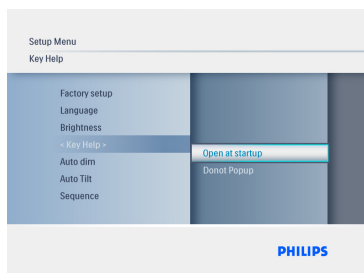 Setup Menu
Key Help
Factory setup
Language
Brightness
< Key Help >
Auto dim
Auto Tilt
Sequence
Open at startup
Donot Popup
PHILIPS